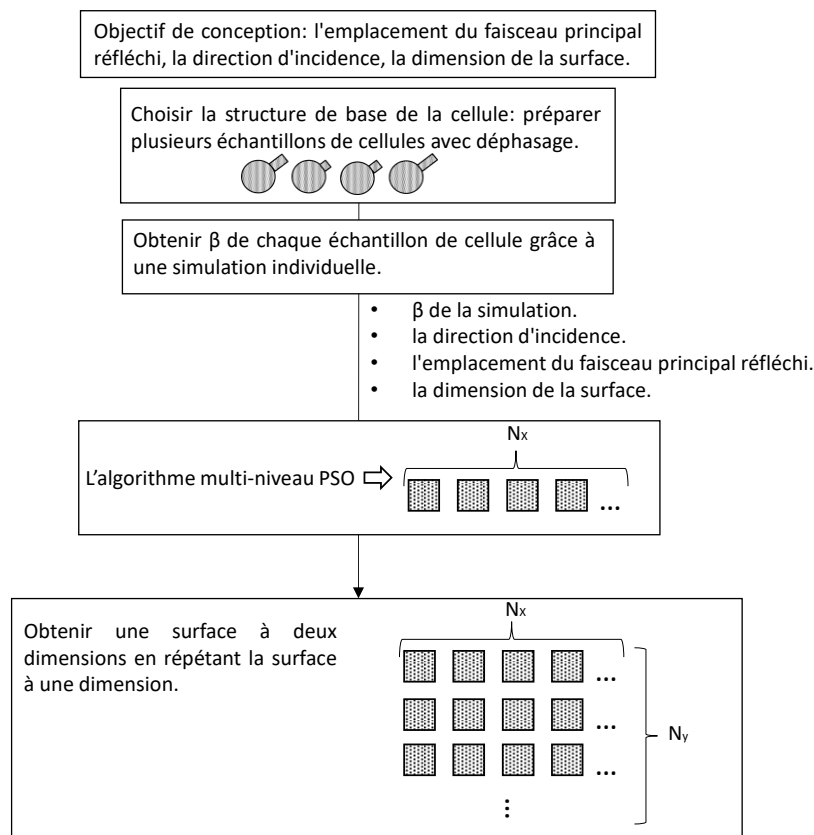 Objectif de conception: l'emplacement du faisceau principal
réfléchi, la direction d'incidence, la dimension de la surface.
Choisir la structure de base de la cellule: préparer
plusieurs échantillons de cellules avec déphasage.
Obtenir β de chaque échantillon de cellule grâce à
une simulation individuelle.
• β de la simulation.
• la direction d'incidence.
• l'emplacement du faisceau principal réfléchi.
• la dimension de la surface.
Nx
L'algorithme multi-niveau PSO
...
Nx
Obtenir une surface à deux
dimensions en répétant la surface
à une dimension.
...
...
Ny
...
⋮